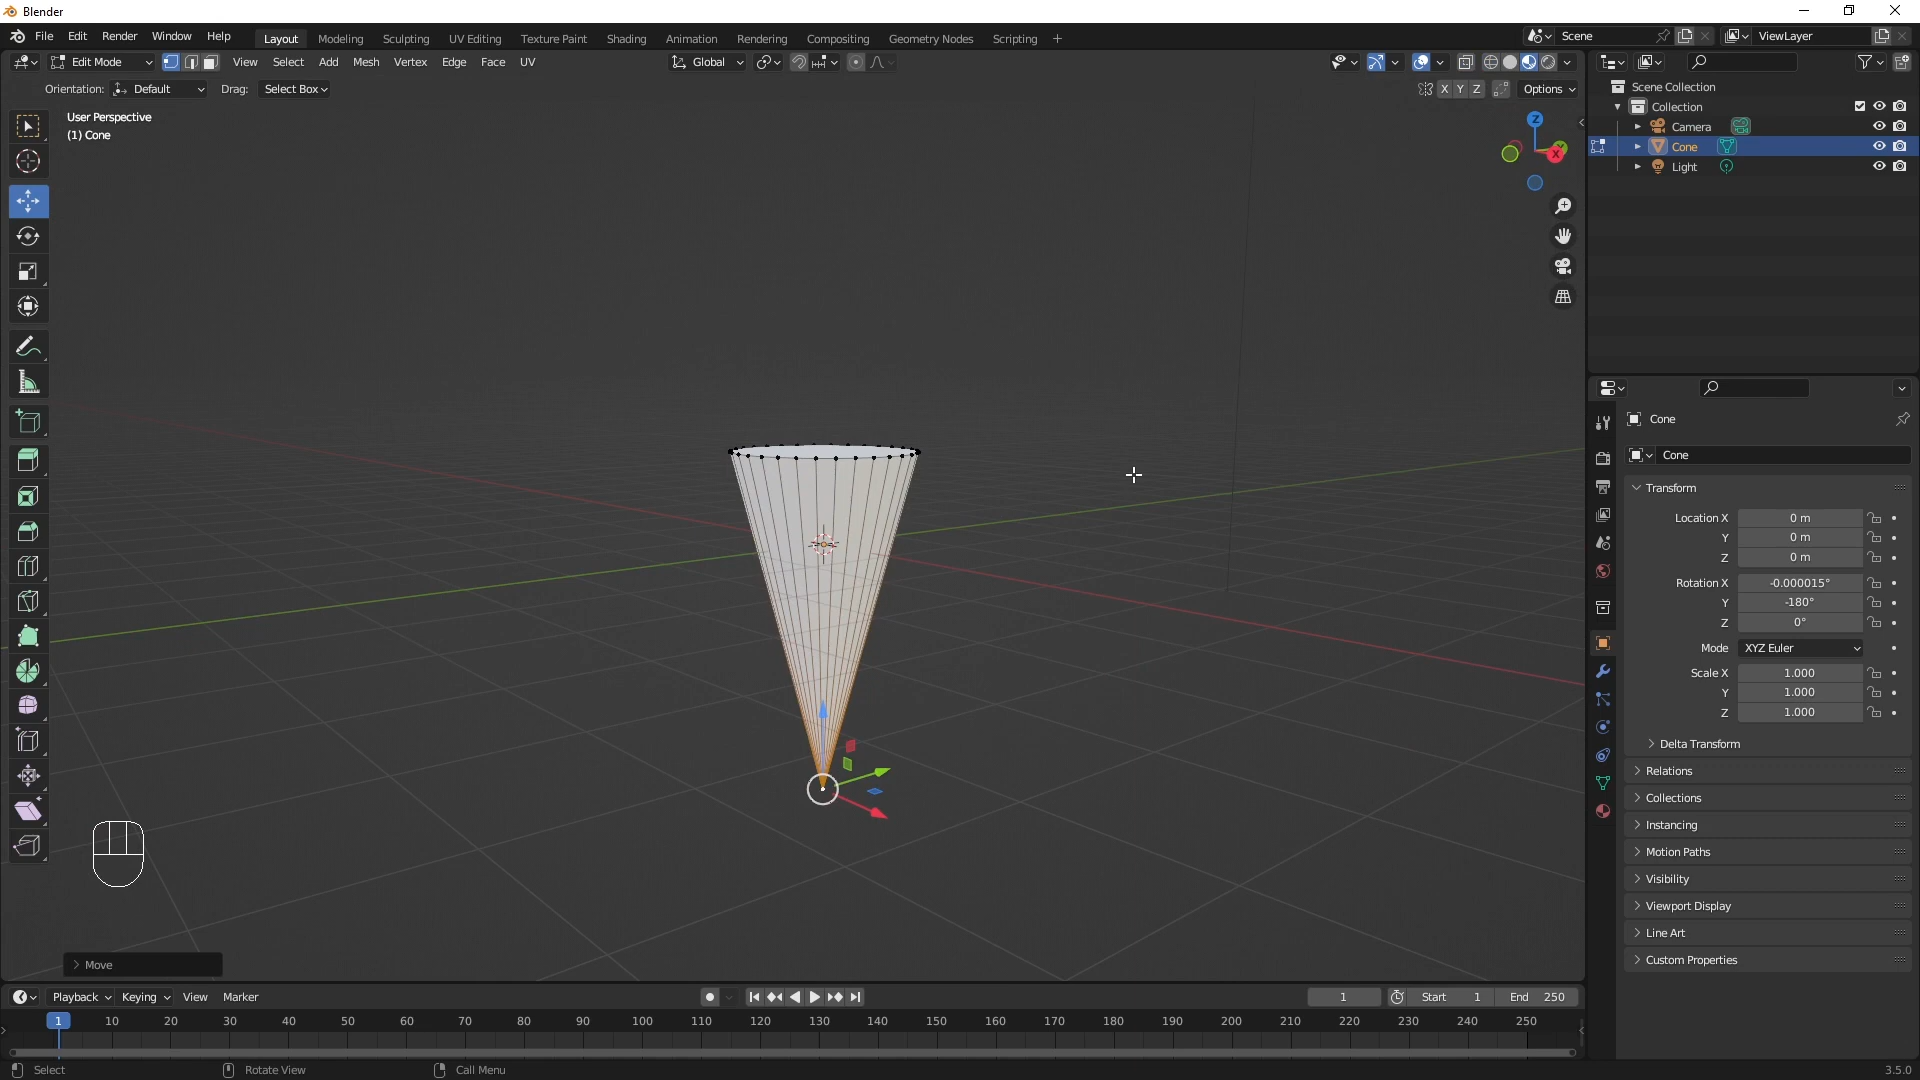 Blender
File Edit Render Window Help Layout Modeling Sculpting UV Editing Texture Paint Shading Animation Rendering Compositing Geometry Nodes Scripting + Scene ViewLayer
Edit Mode View Select Add Mesh Vertex Edge Face UV Global
Orientation: Default Drag: Select Box X Y Z Options
User Perspective
(1) Cone
Z
X
Scene Collection
Collection
Camera
Cone
Light
Cone
Cone
Transform
Location X 0 m
Y 0 m
Z 0 m
Rotation X -0.000015°
Y -180°
Z 0°
Mode XYZ Euler
Scale X 1.000
Y 1.000
Z 1.000
Delta Transform
Relations
Collections
Instancing
Motion Paths
Visibility
Viewport Display
Line Art
Custom Properties
Move
Playback Keying View Marker 1 Start 1 End 250
1 10 20 30 40 50 60 70 80 90 100 110 120 130 140 150 160 170 180 190 200 210 220 230 240 250
Select Rotate View Call Menu 3.5.0